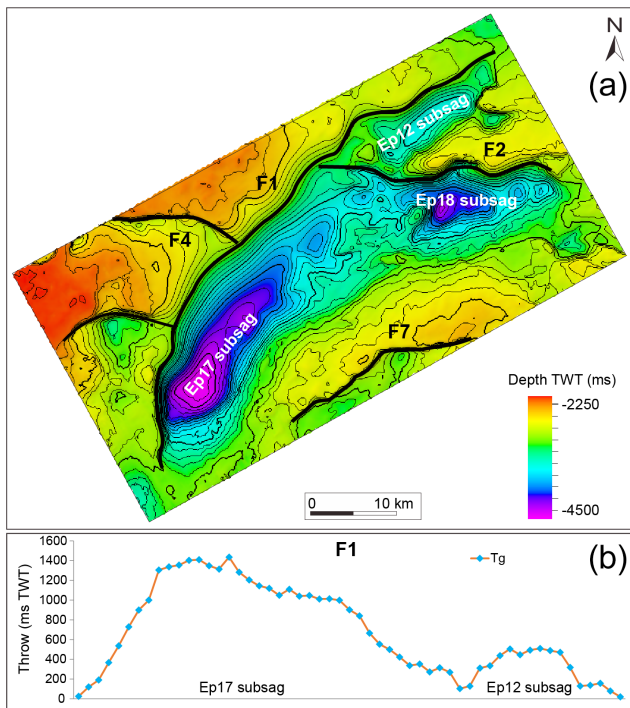 N
(a)
Ep12 subsag
F2
F1
Ep18 subsag
F4
F7
Ep17 subsag
Depth TWT (ms)
-2250
-4500
0 10 km
(b)
F1
Tg
Throw (ms TWT)
1600
1400
1200
1000
800
600
400
200
0
Ep17 subsag
Ep12 subsag